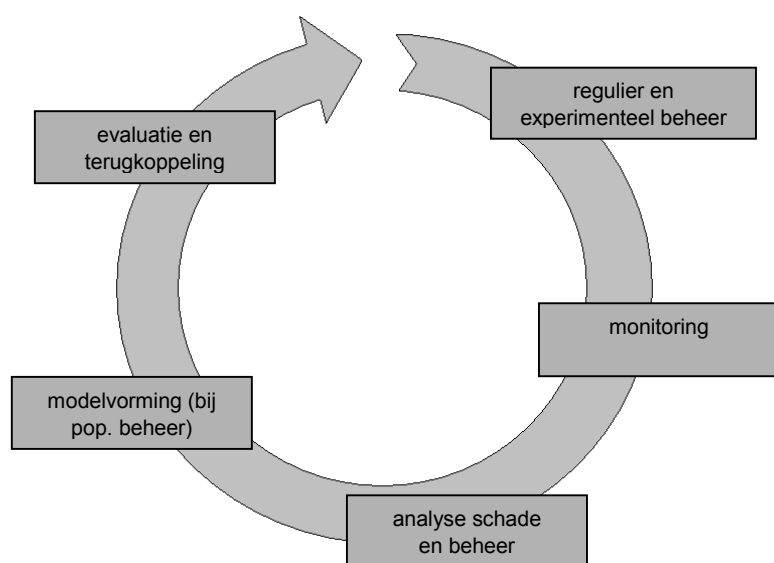 regulier en
experimenteel beheer
monitoring
analyse schade
en beheer
modelvorming (bij
pop. beheer)
evaluatie en
terugkoppeling